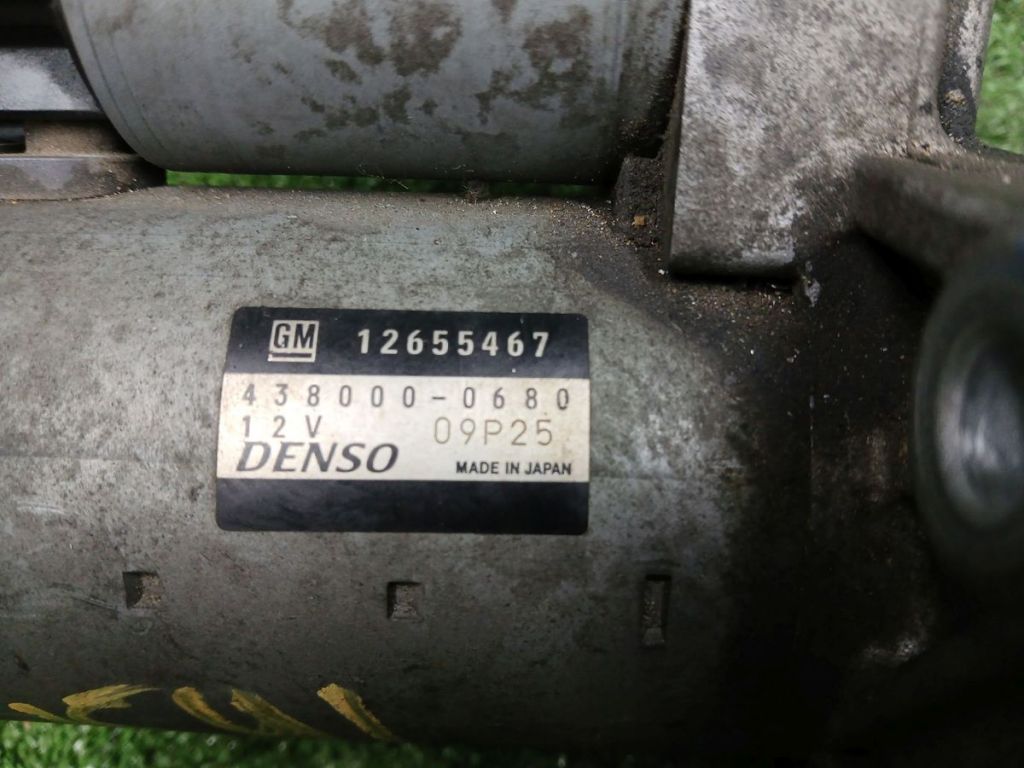 GM 12655467
438000-0680
12V 09P25
DENSO MADE IN JAPAN